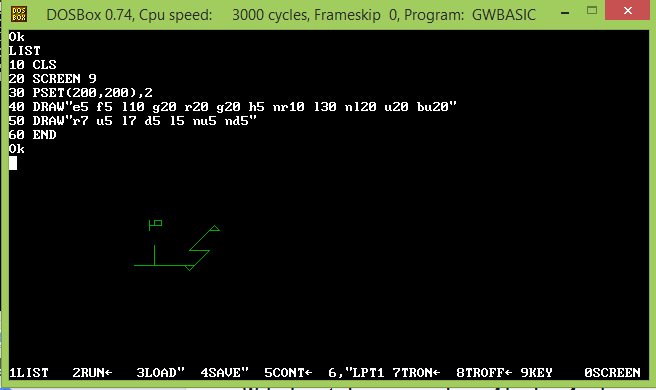 DOS
BOX
DOSBox 0.74, Cpu speed: 3000 cycles, Frameskip 0, Program: GWBASIC
Ok
LIST
10 CLS
20 SCREEN 9
30 PSET(200,200),2
40 DRAW"e5 f5 l10 g20 r20 g20 h5 nr10 l30 nl20 u20 bu20"
50 DRAW"r7 u5 l7 d5 l5 nu5 nd5"
60 END
Ok
1LIST 2RUN← 3LOAD" 4SAVE" 5CONT← 6,"LPT1 7TRON← 8TROFF← 9KEY 0SCREEN